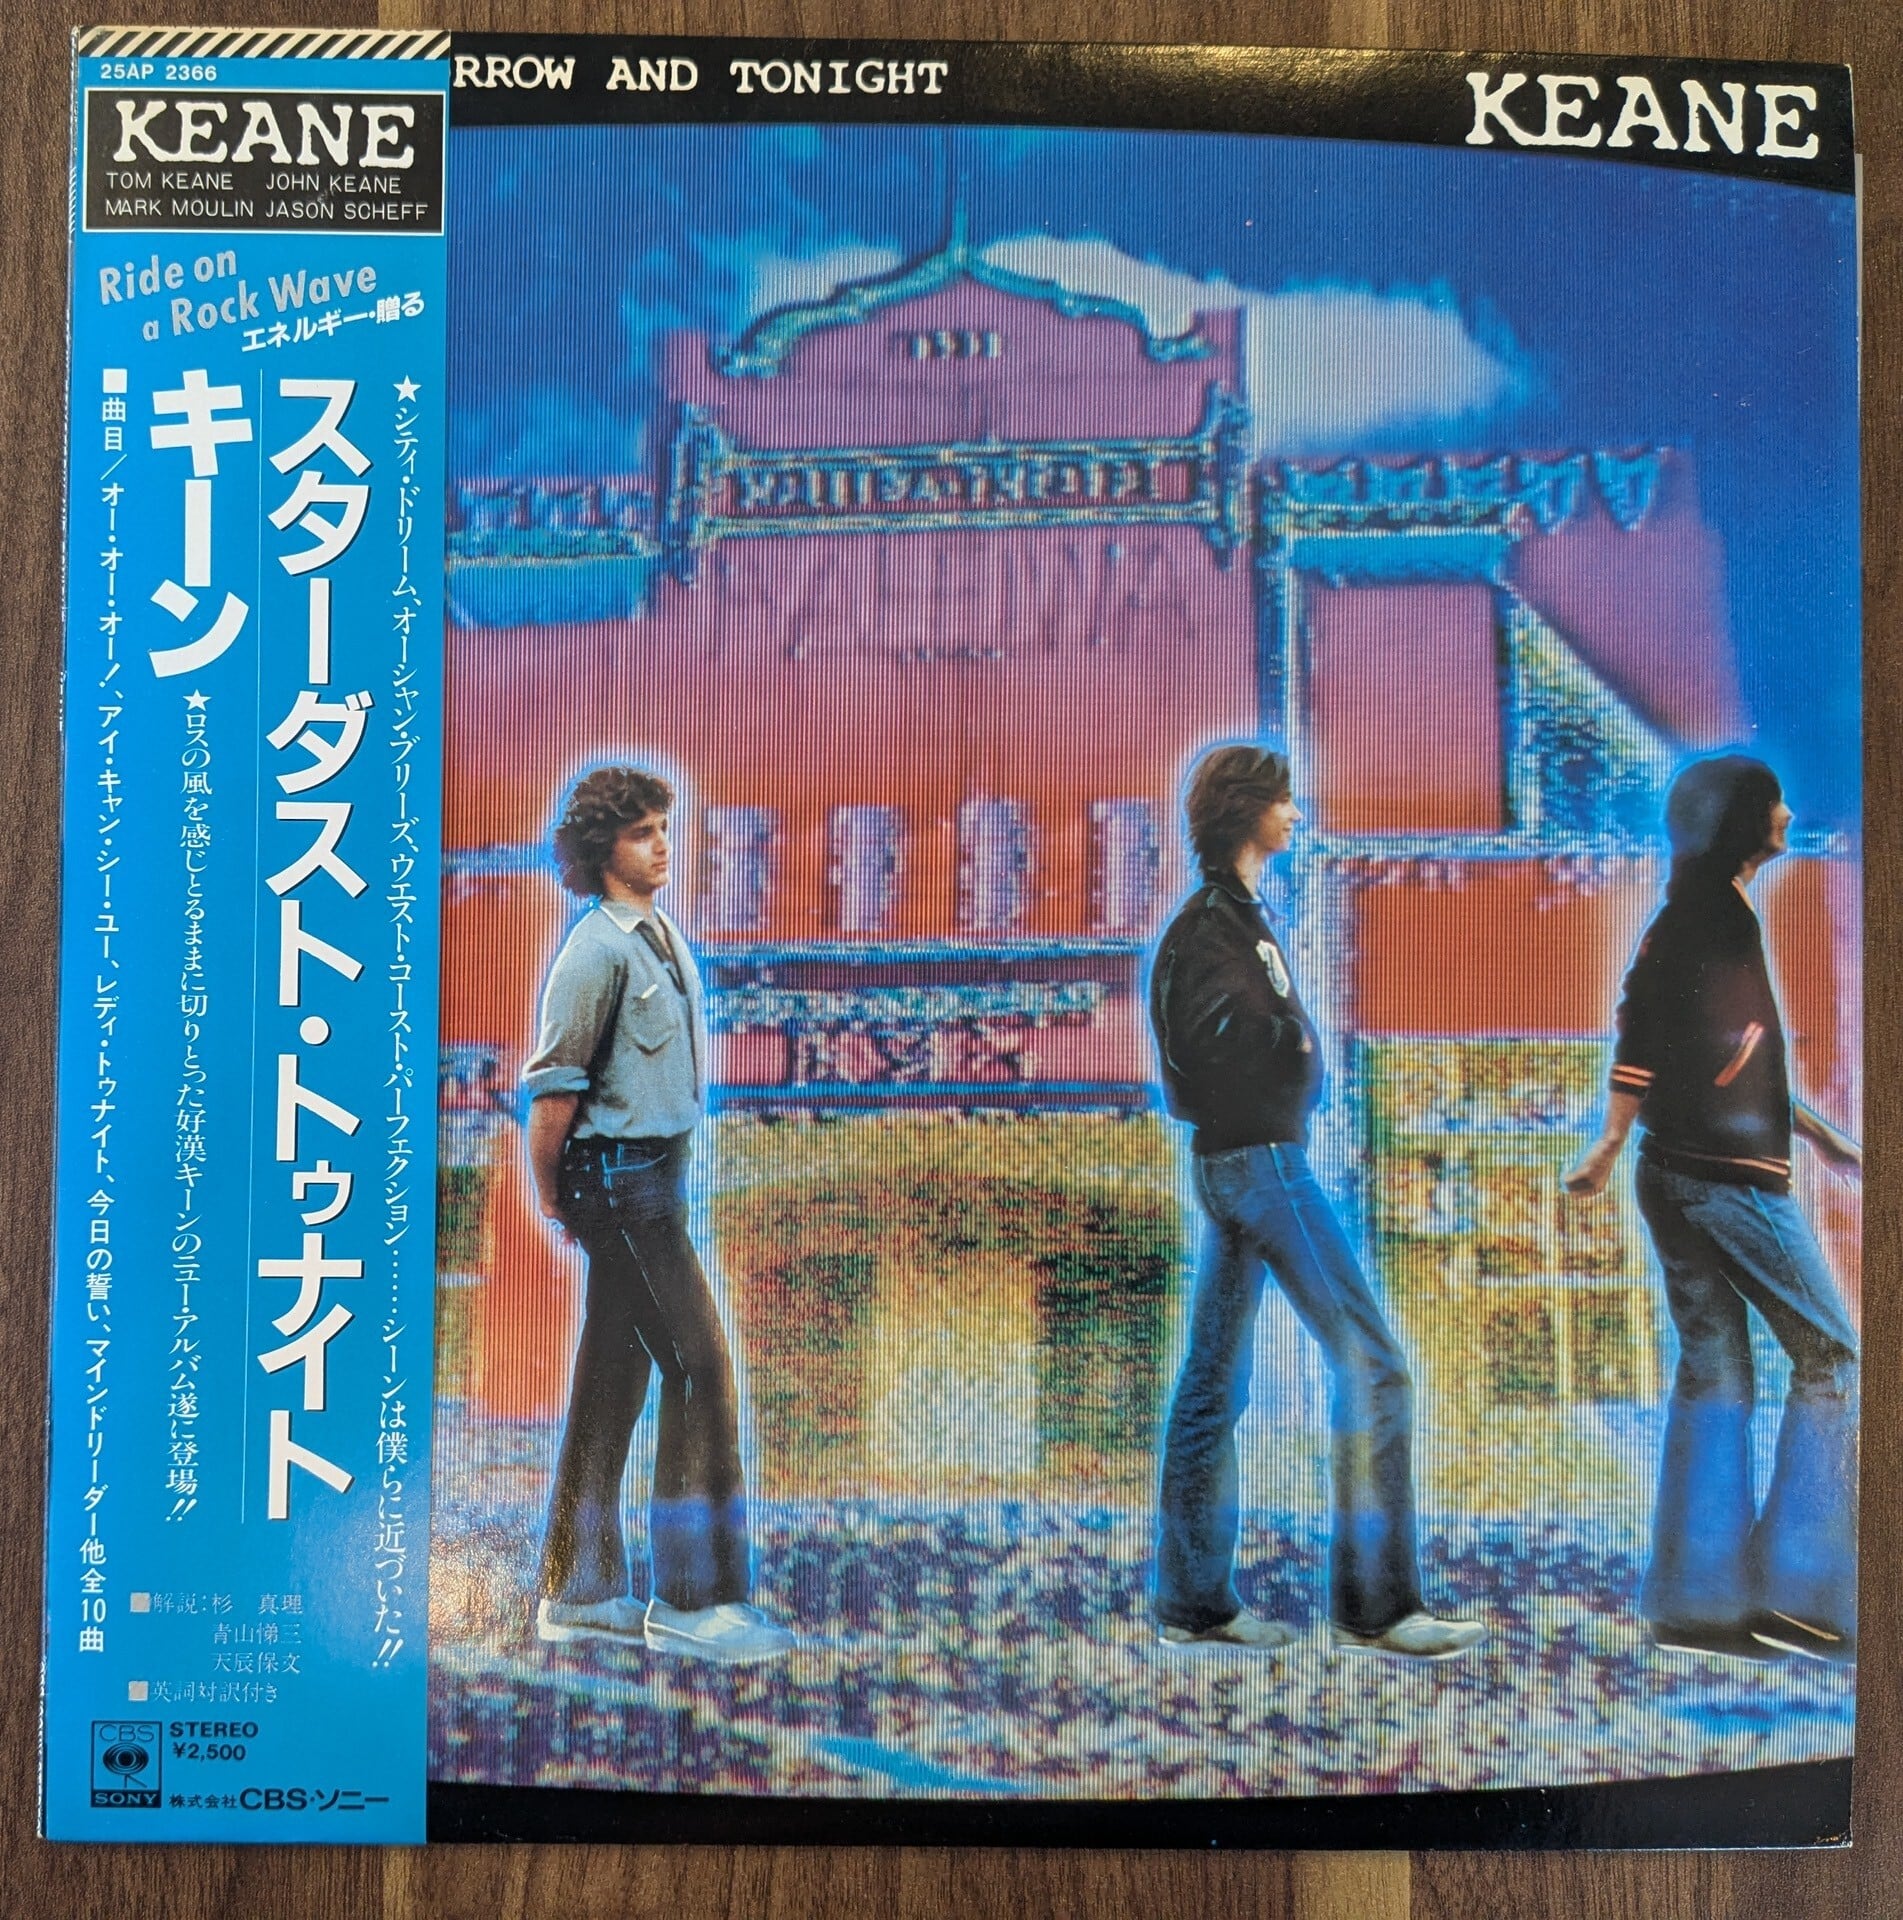 25AP 2366
KEANE
TOM KEANE JOHN KEANE
MARK MOULIN JASON SCHEFF
Ride on
a Rock Wave
エネルギー・贈る
★シティ・ドリーム、オーシャン・ブリーズ、ウエスト・コースト・パーフェクション……シーンは僕らに近づいた!!
スターダスト・トゥナイト
キーン
★ロスの風を感じとるままに切りとった好漢キーンのニュー・アルバム遂に登場!!
■曲目／オー・オー・オー!、アイ・キャン・シー・ユー、レディ・トゥナイト、今日の誓い、マインドリーダー他全10曲
■解説:杉 真理
青山悌三
天辰保文
■英詞対訳付き
CBS
SONY
STEREO
¥2,500
株式会社CBS・ソニー
RROW AND TONIGHT
KEANE